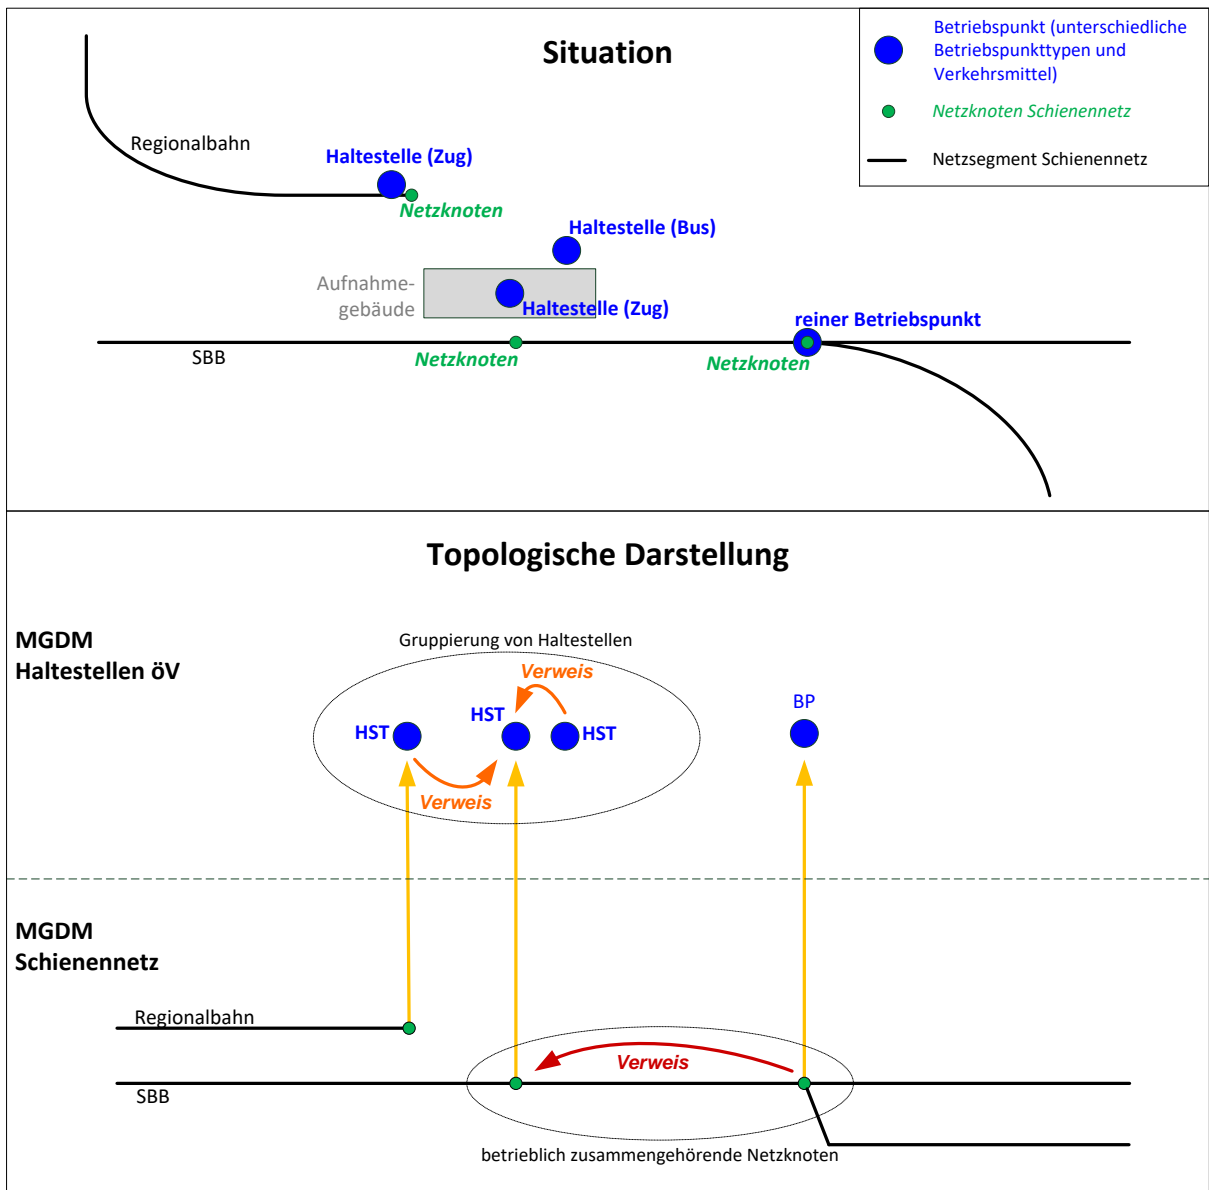 Situation
Betriebspunkt (unterschiedliche
Betriebspunkttypen und
Verkehrsmittel)
Netzknoten Schienennetz
Netzsegment Schienennetz
Regionalbahn
Haltestelle (Zug)
Netzknoten
Haltestelle (Bus)
Aufnahme-
gebäude
Haltestelle (Zug)
reiner Betriebspunkt
SBB
Netzknoten
Netzknoten
Topologische Darstellung
MGDM
Haltestellen öV
Gruppierung von Haltestellen
Verweis
HST
HST
HST
BP
Verweis
MGDM
Schienennetz
Regionalbahn
Verweis
SBB
betrieblich zusammengehörende Netzknoten